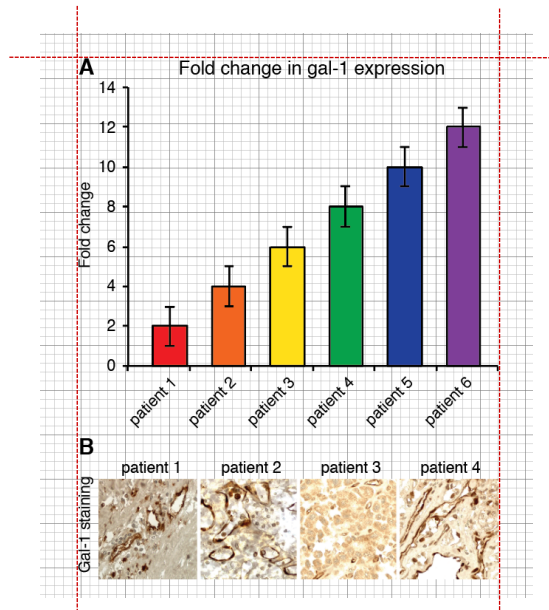 A
Fold change in gal-1 expression
Fold change
14
12
10
8
6
4
2
0
patient 1
patient 2
patient 3
patient 4
patient 5
patient 6
B
patient 1
patient 2
patient 3
patient 4
Gal-1 staining